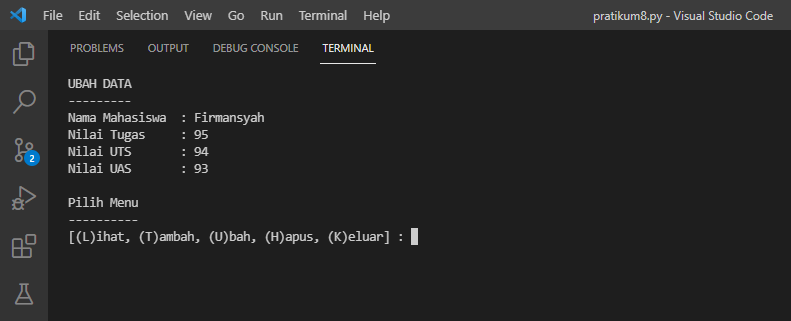 File Edit Selection View Go Run Terminal Help pratikum8.py - Visual Studio Code
PROBLEMS OUTPUT DEBUG CONSOLE TERMINAL
UBAH DATA
---------
Nama Mahasiswa : Firmansyah
Nilai Tugas : 95
Nilai UTS : 94
Nilai UAS : 93
2
Pilih Menu
----------
[(L)ihat, (T)ambah, (U)bah, (H)apus, (K)eluar] :